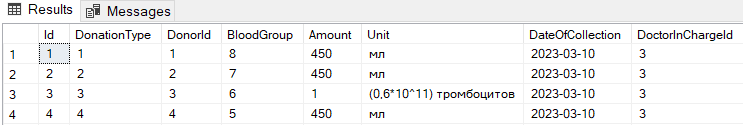 Results Messages
Id DonationType DonorId BloodGroup Amount Unit DateOfCollection DoctorInChargeId
1 1 1 1 8 450 мл 2023-03-10 3
2 2 2 2 7 450 мл 2023-03-10 3
3 3 3 3 6 1 (0,6*10^11) тромбоцитов 2023-03-10 3
4 4 4 4 5 450 мл 2023-03-10 3